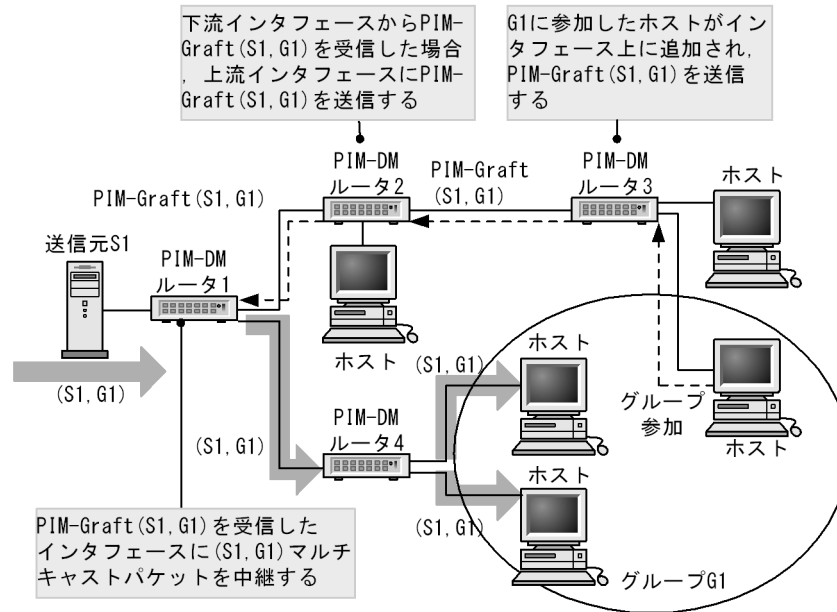 下流インタフェースからPIM-
Graft(S1,G1)を受信した場合
,上流インタフェースにPIM-
Graft(S1,G1)を送信する
G1に参加したホストがイン
タフェース上に追加され,
PIM-Graft(S1,G1)を送信
する
PIM-DM
ルータ2
PIM-Graft
(S1,G1)
PIM-DM
ルータ3
ホスト
PIM-Graft(S1,G1)
送信元S1
PIM-DM
ルータ1
ホスト
(S1,G1)
ホスト
(S1,G1)
グループ
参加
ホスト
(S1,G1)
PIM-DM
ルータ4
ホスト
(S1,G1)
PIM-Graft(S1,G1)を受信した
インタフェースに(S1,G1)マルチ
キャストパケットを中継する
グループG1